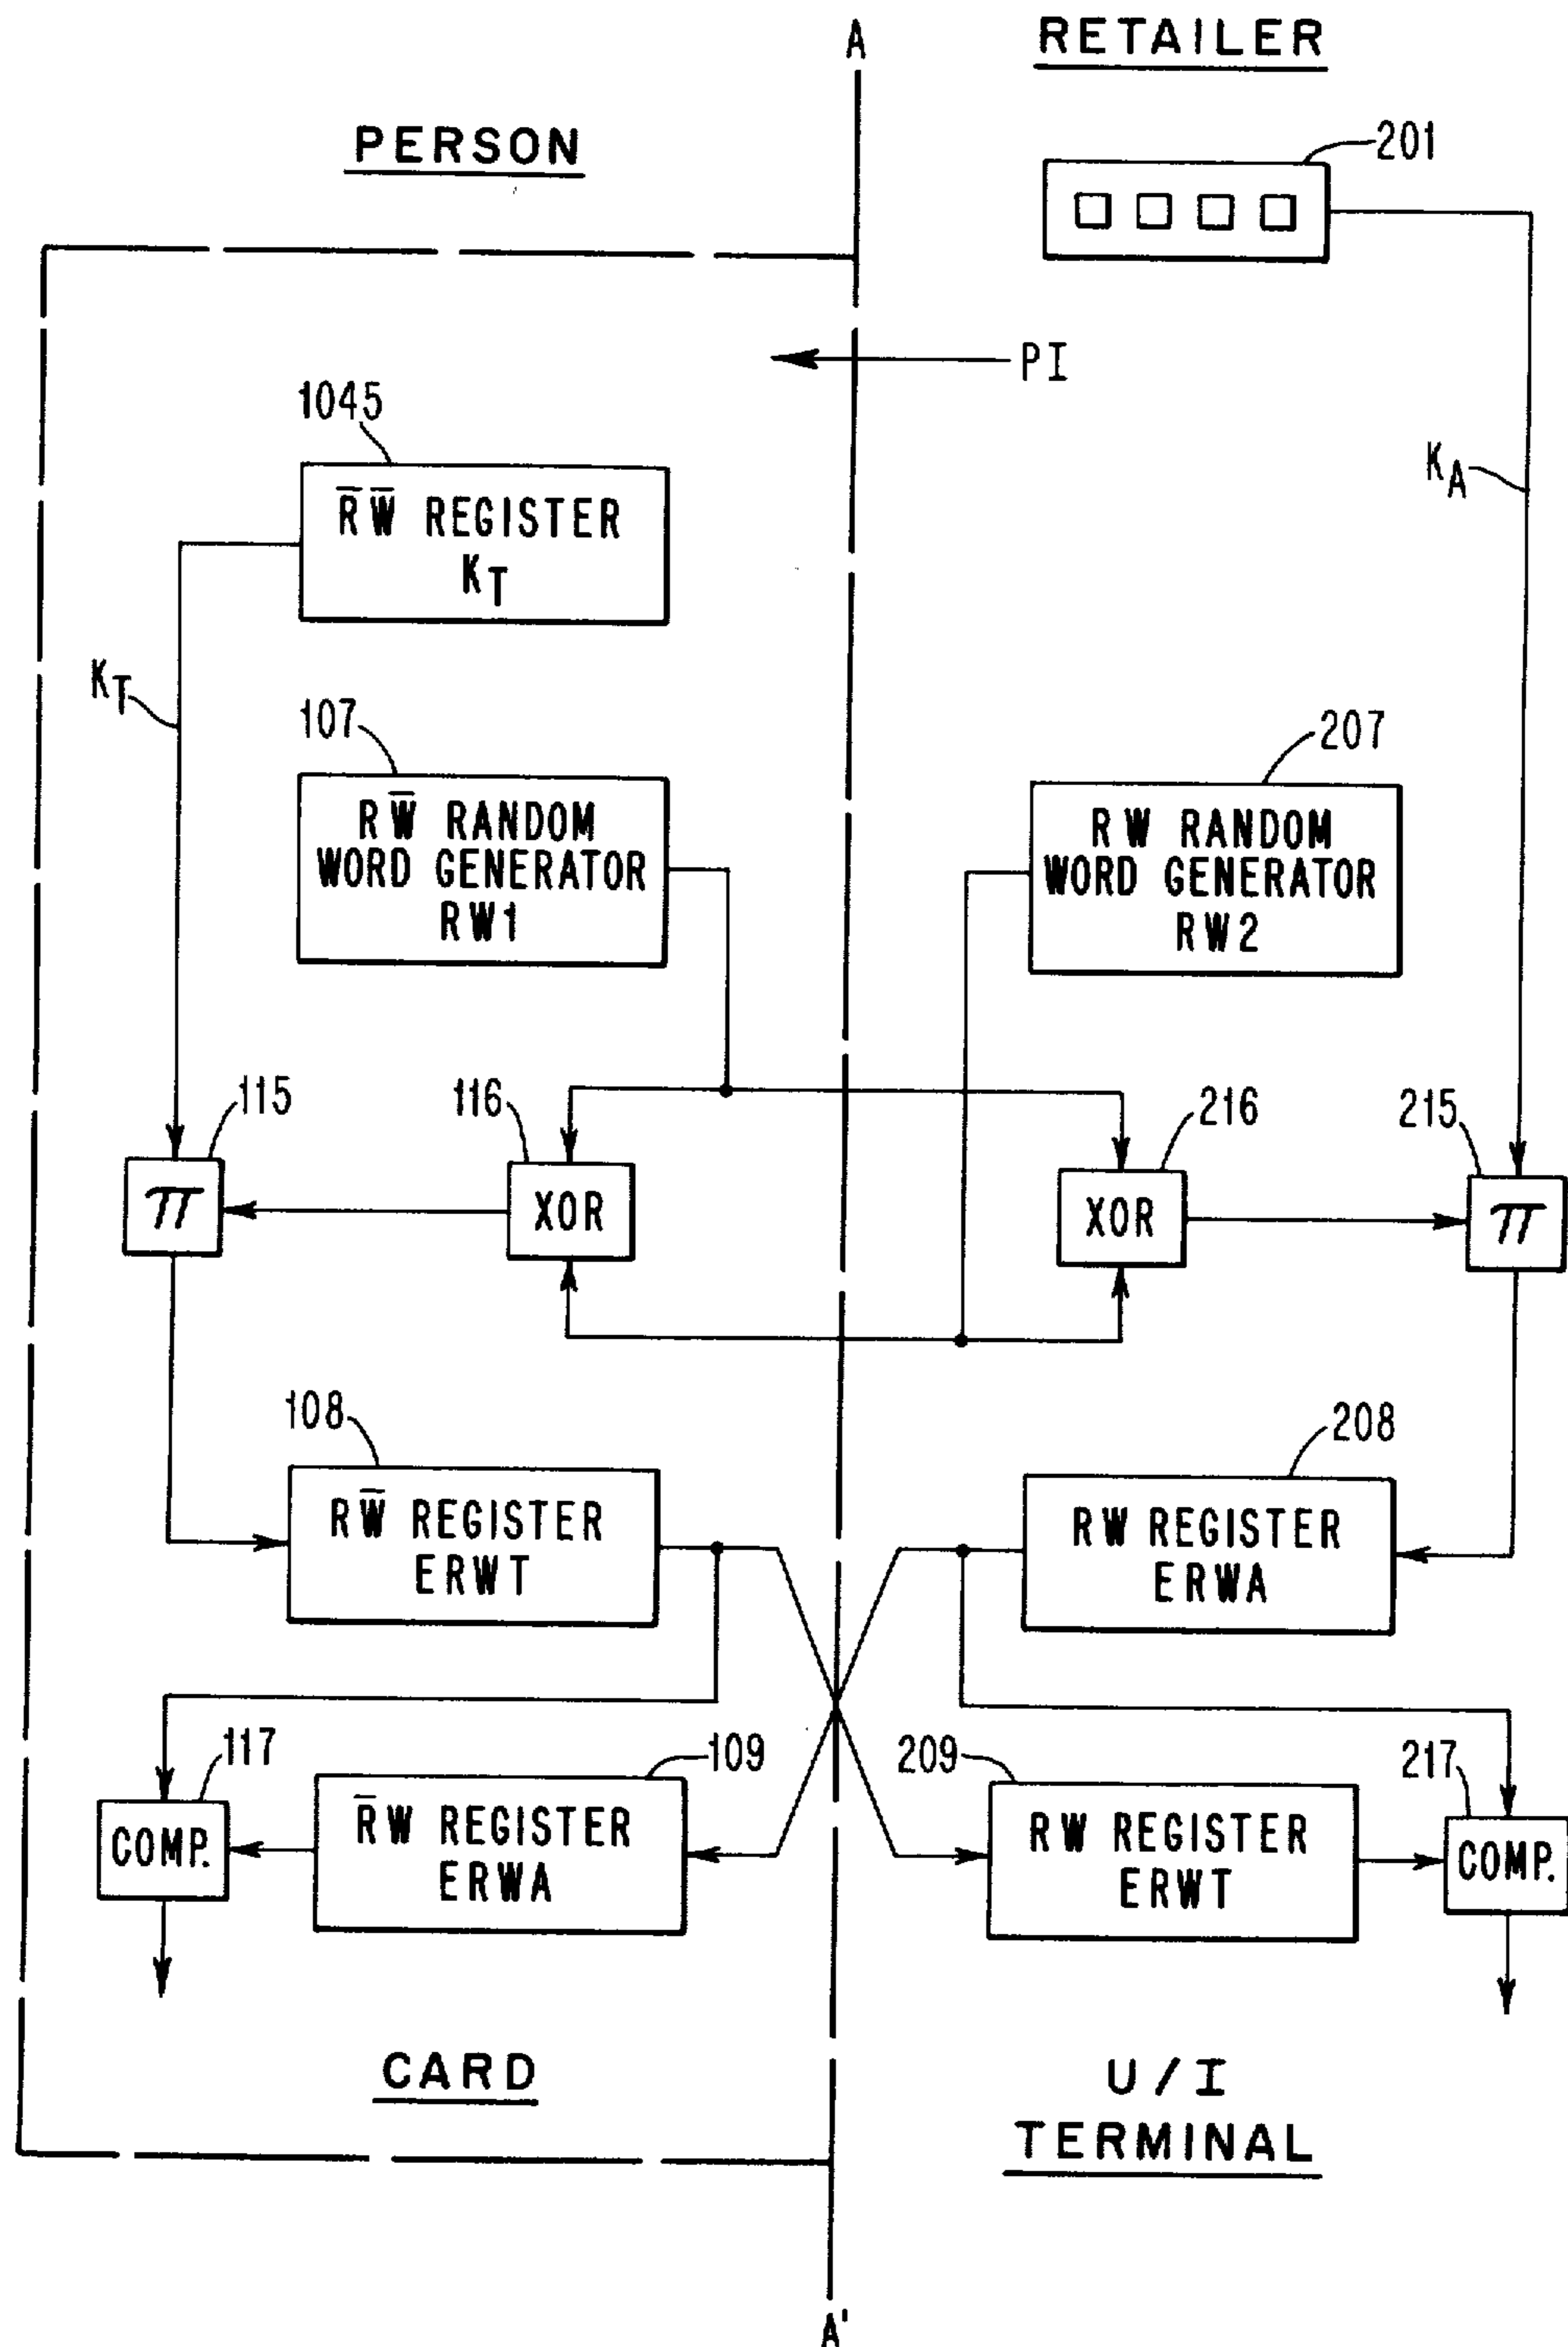 A
RETAILER
PERSON
201
PI
1045
R̅W̅ REGISTER
KT
KA
KT
107
207
RW̅ RANDOM
WORD GENERATOR
RW1
RW RANDOM
WORD GENERATOR
RW2
115
116
216
215
π
XOR
XOR
π
108
208
RW̅ REGISTER
ERWT
RW REGISTER
ERWA
117
109
209
217
COMP.
R̅W REGISTER
ERWA
RW REGISTER
ERWT
COMP.
CARD
U/I
TERMINAL
A'